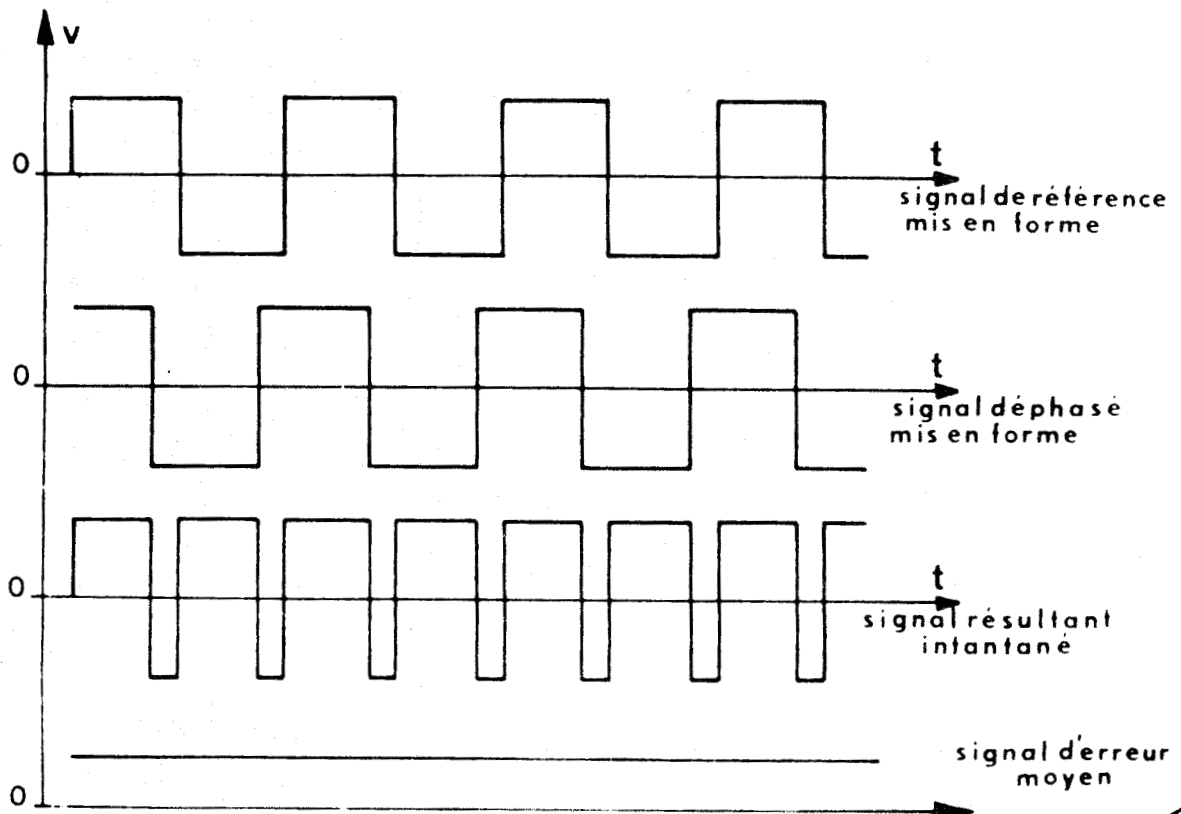 v
0
t
signal de référence
mis en forme
0
t
signal déphasé
mis en forme
0
t
signal résultant
intantané
signal d'erreur
moyen
0